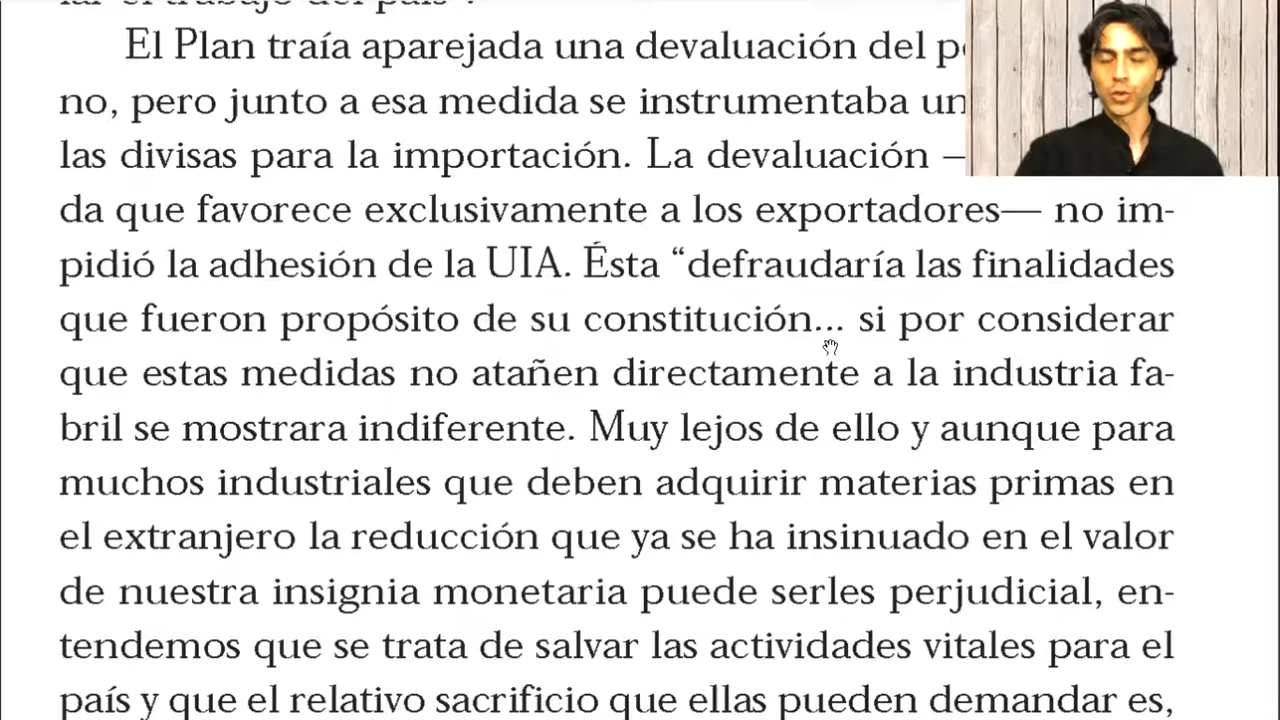 El Plan traía aparejada una devaluación del
no, pero junto a esa medida se instrumentaba un
las divisas para la importación. La devaluación —
da que favorece exclusivamente a los exportadores— no im-
pidió la adhesión de la UIA. Ésta “defraudaría las finalidades
que fueron propósito de su constitución... si por considerar
que estas medidas no atañen directamente a la industria fa-
bril se mostrara indiferente. Muy lejos de ello y aunque para
muchos industriales que deben adquirir materias primas en
el extranjero la reducción que ya se ha insinuado en el valor
de nuestra insignia monetaria puede serles perjudicial, en-
tendemos que se trata de salvar las actividades vitales para el
país y que el relativo sacrificio que ellas pueden demandar es,